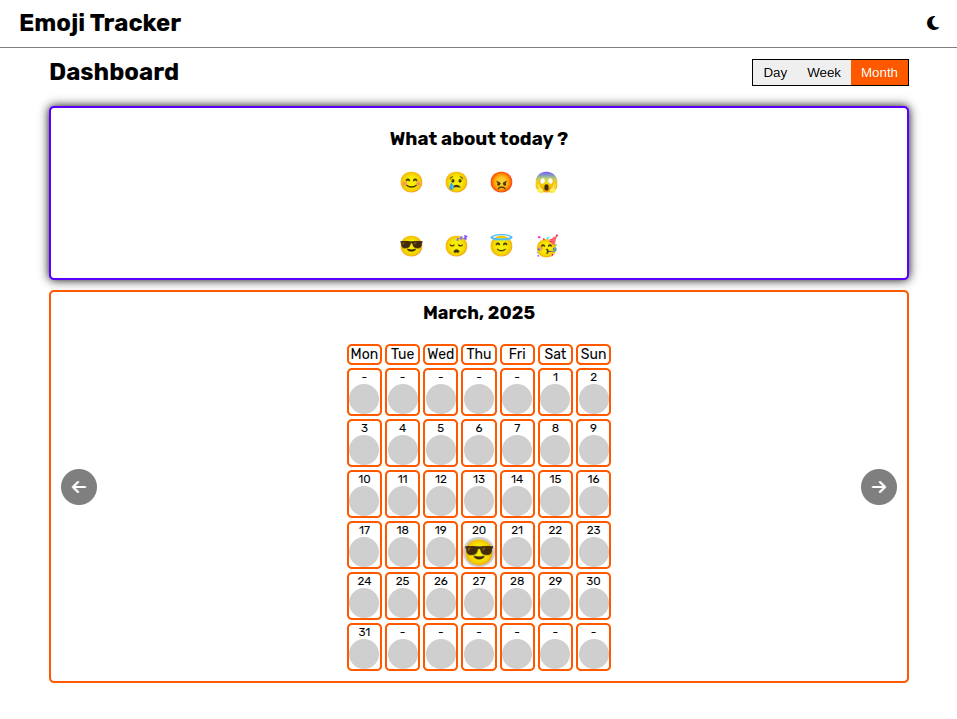 Emoji Tracker
Dashboard
Day Week Month
What about today ?
March, 2025
Mon Tue Wed Thu Fri Sat Sun
- - - - - 1 2
3 4 5 6 7 8 9
10 11 12 13 14 15 16
17 18 19 20 21 22 23
24 25 26 27 28 29 30
31 - - - - - -